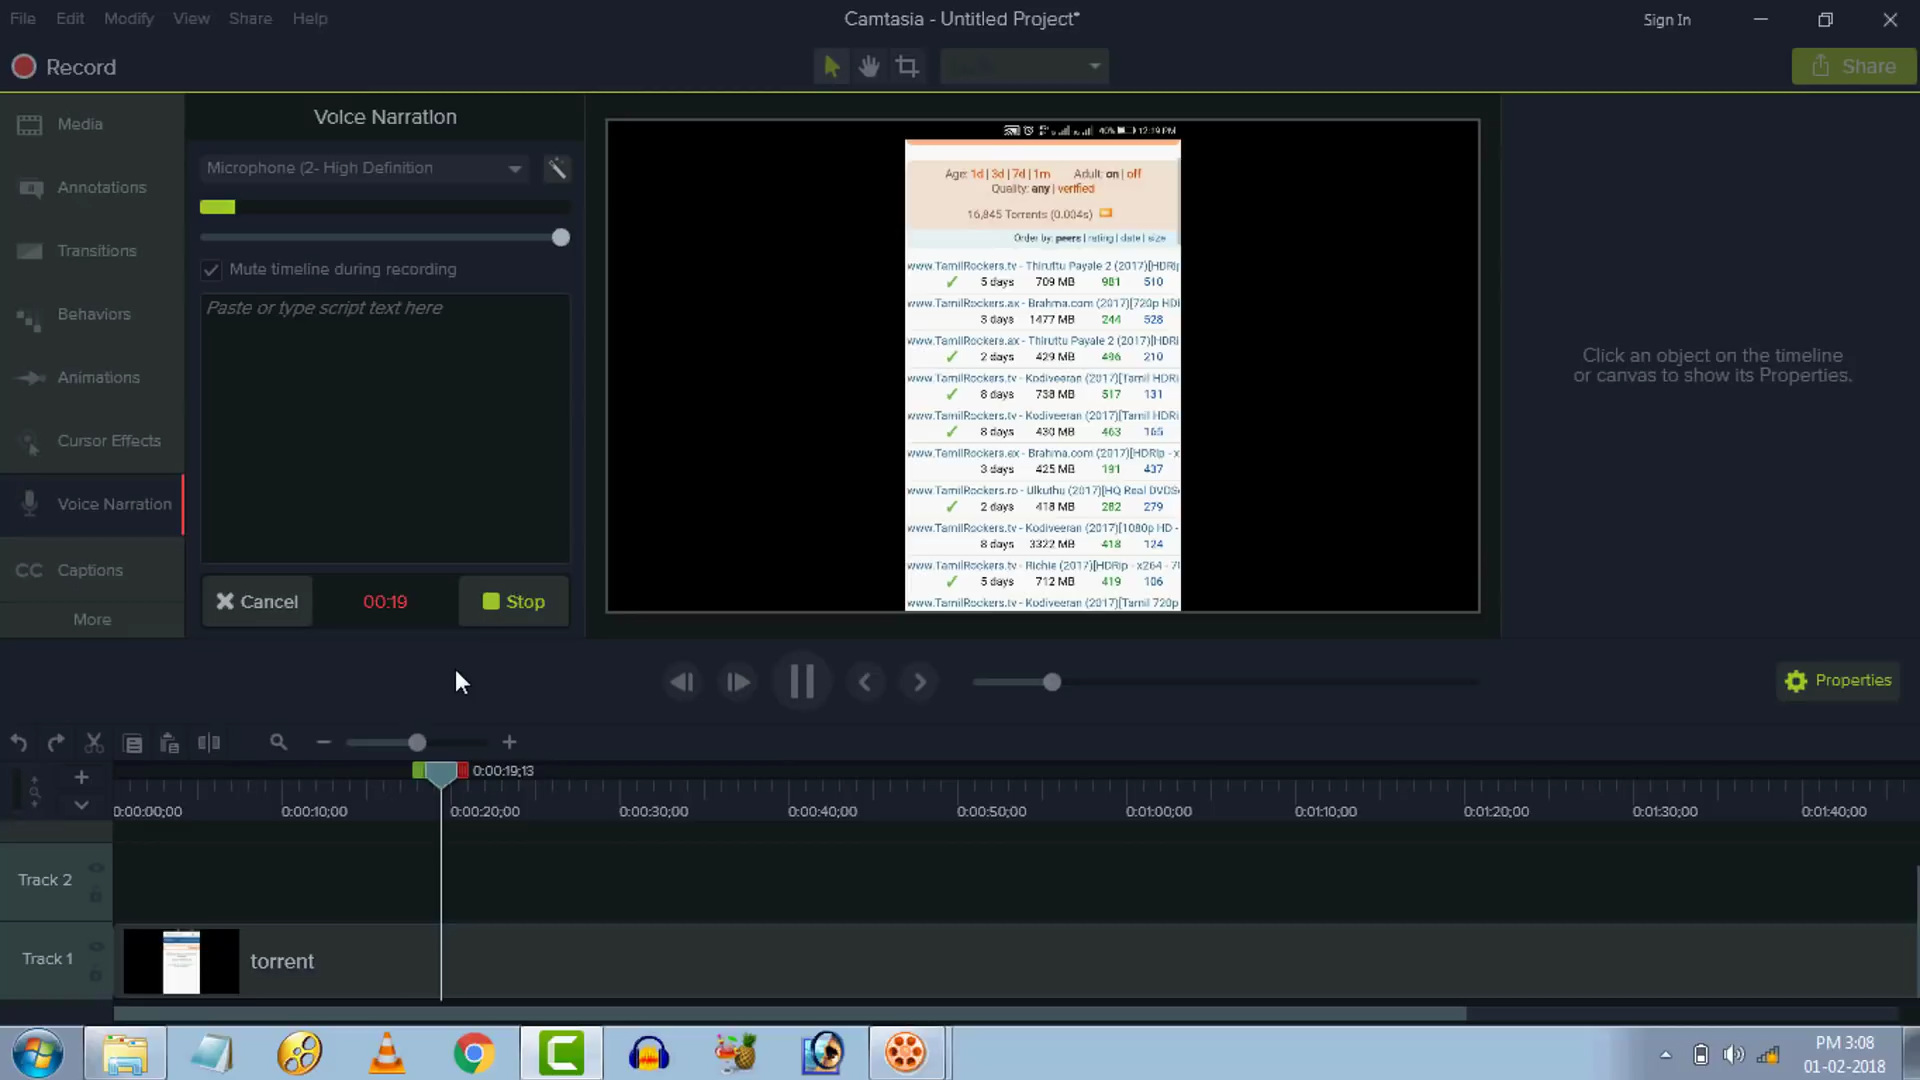 File Edit Modify View Share Help
Camtasia - Untitled Project*
Sign In
Record
Share
Media
Annotations
Transitions
Behaviors
Animations
Cursor Effects
Voice Narration
CC Captions
More
Voice Narration
Microphone (2- High Definition
Mute timeline during recording
Paste or type script text here
Cancel
00:19
Stop
40% 12:19 PM
Age: 1d | 3d | 7d | 1m Adult: on | off
Quality: any | verified
16,845 Torrents (0.004s)
Order by: peers | rating | date | size
www.TamilRockers.tv - Thiruttu Payale 2 (2017)[HDRip
✓ 5 days 709 MB 981 510
www.TamilRockers.ax - Brahma.com (2017)[720p HDI
3 days 1477 MB 244 528
www.TamilRockers.ax - Thiruttu Payale 2 (2017)[HDRi
✓ 2 days 429 MB 496 210
www.TamilRockers.tv - Kodiveeran (2017)[Tamil HDRi
✓ 8 days 738 MB 517 131
www.TamilRockers.tv - Kodiveeran (2017)[Tamil HDRi
✓ 8 days 430 MB 463 165
www.TamilRockers.ax - Brahma.com (2017)[HDRip - x
3 days 425 MB 191 437
www.TamilRockers.ro - Ulkuthu (2017)[HQ Real DVDS
✓ 2 days 418 MB 282 279
www.TamilRockers.tv - Kodiveeran (2017)[1080p HD -
8 days 3322 MB 418 124
www.TamilRockers.tv - Richie (2017)[HDRip - x264 - 7
✓ 5 days 712 MB 419 106
www.TamilRockers.tv - Kodiveeran (2017)[Tamil 720p
Click an object on the timeline
or canvas to show its Properties.
Properties
0:00:19;13
0:00:00;00 0:00:10;00 0:00:20;00 0:00:30;00 0:00:40;00 0:00:50;00 0:01:00;00 0:01:10;00 0:01:20;00 0:01:30;00 0:01:40;00
Track 2
Track 1
torrent
PM 3:08
01-02-2018